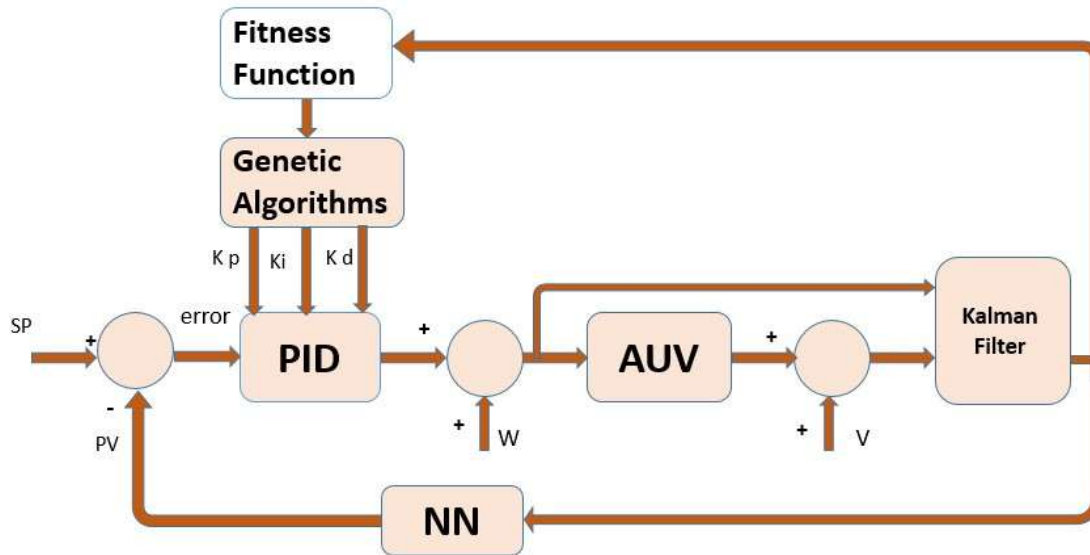 Fitness
Function
Genetic
Algorithms
K p
Ki
K d
SP
+
error
PID
+
AUV
+
Kalman
Filter
-
PV
+
W
+
V
NN